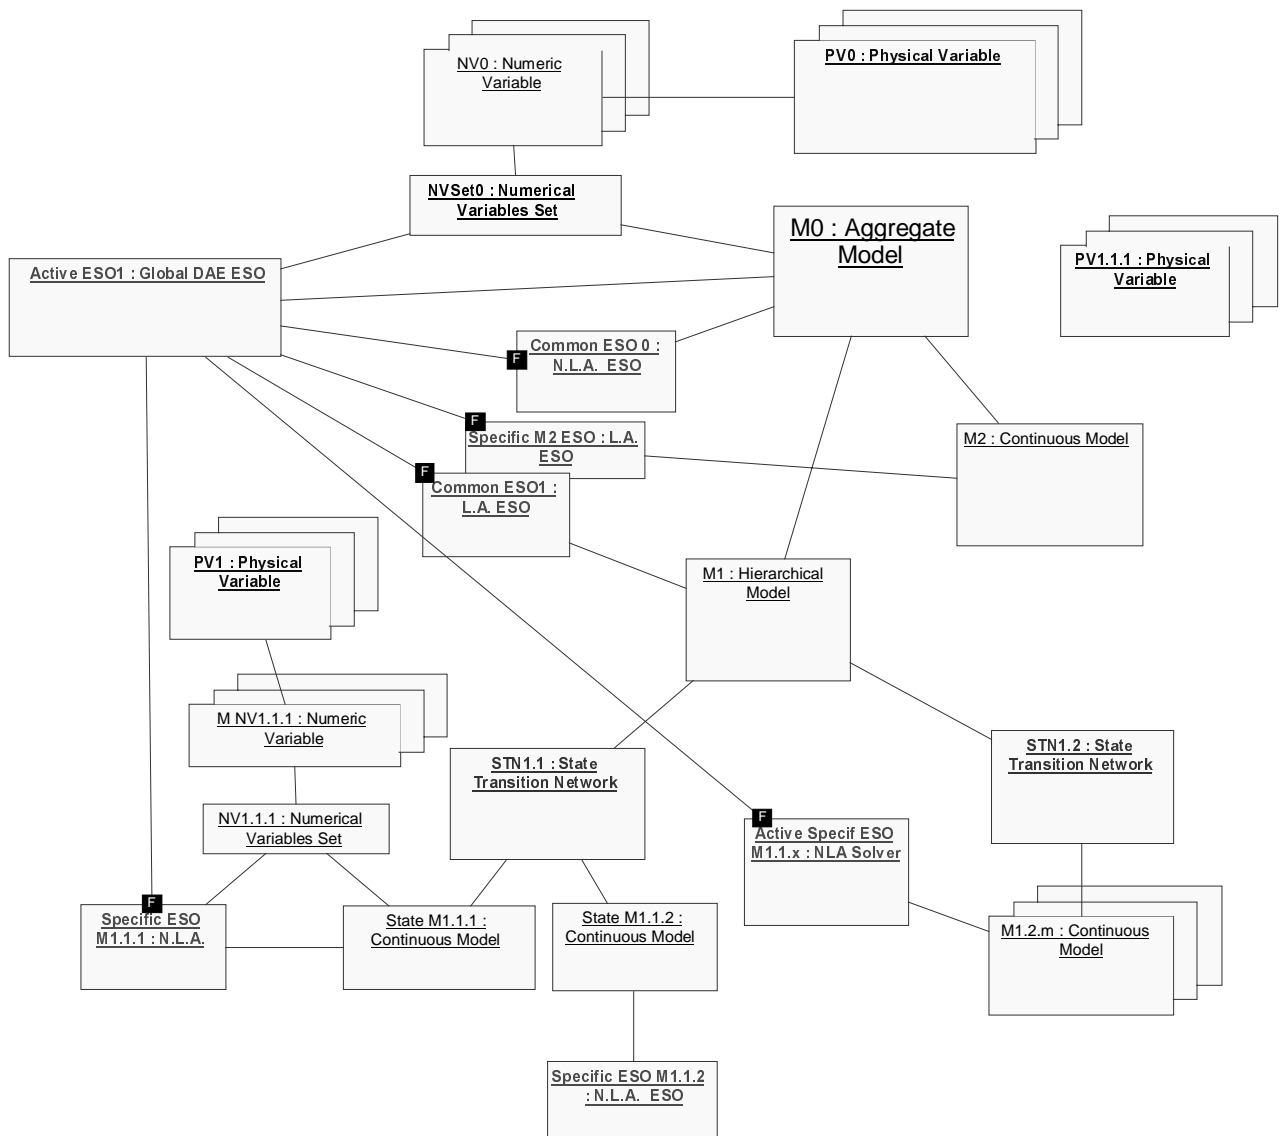 NV0 : Numeric
Variable
PV0 : Physical Variable
NVSet0 : Numerical
Variables Set
M0 : Aggregate
Model
PV1.1.1 : Physical
Variable
Active ESO1 : Global DAE ESO
F
Common ESO 0 :
N.L.A. ESO
F
Specific M2 ESO : L.A.
ESO
M2 : Continuous Model
F
Common ESO1 :
L.A. ESO
PV1 : Physical
Variable
M1 : Hierarchical
Model
M NV1.1.1 : Numeric
Variable
STN1.1 : State
Transition Network
STN1.2 : State
Transition Network
NV1.1.1 : Numerical
Variables Set
F
Active Specif ESO
M1.1.x : NLA Solver
F
Specific ESO
M1.1.1 : N.L.A.
State M1.1.1 :
Continuous Model
State M1.1.2 :
Continuous Model
M1.2.m : Continuous
Model
Specific ESO M1.1.2
: N.L.A. ESO